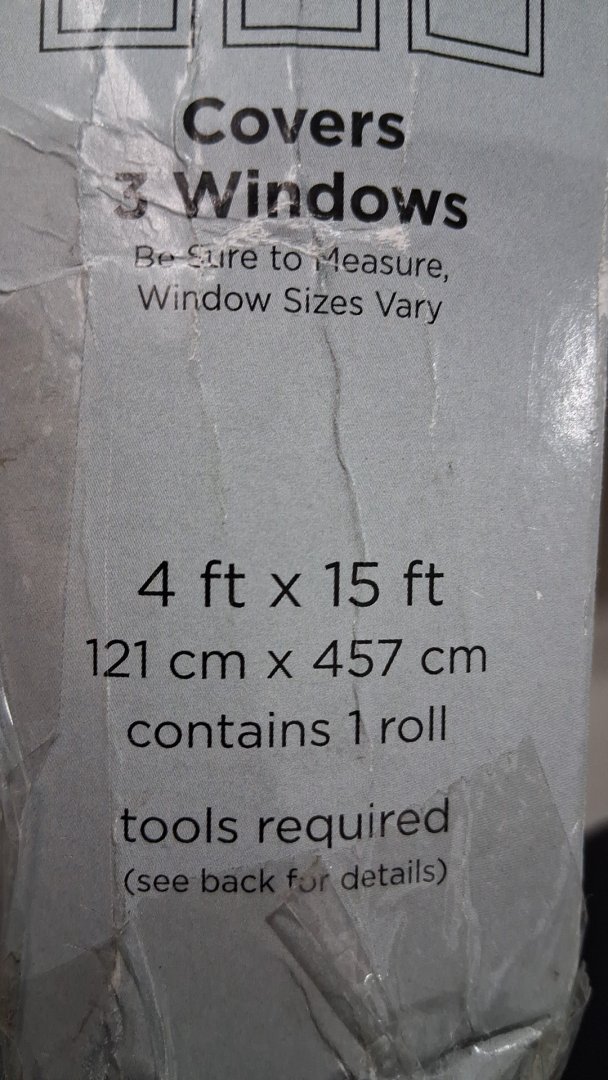 Covers
3 Windows
Be Sure to Measure,
Window Sizes Vary
4 ft x 15 ft
121 cm x 457 cm
contains 1 roll
tools required
(see back for details)